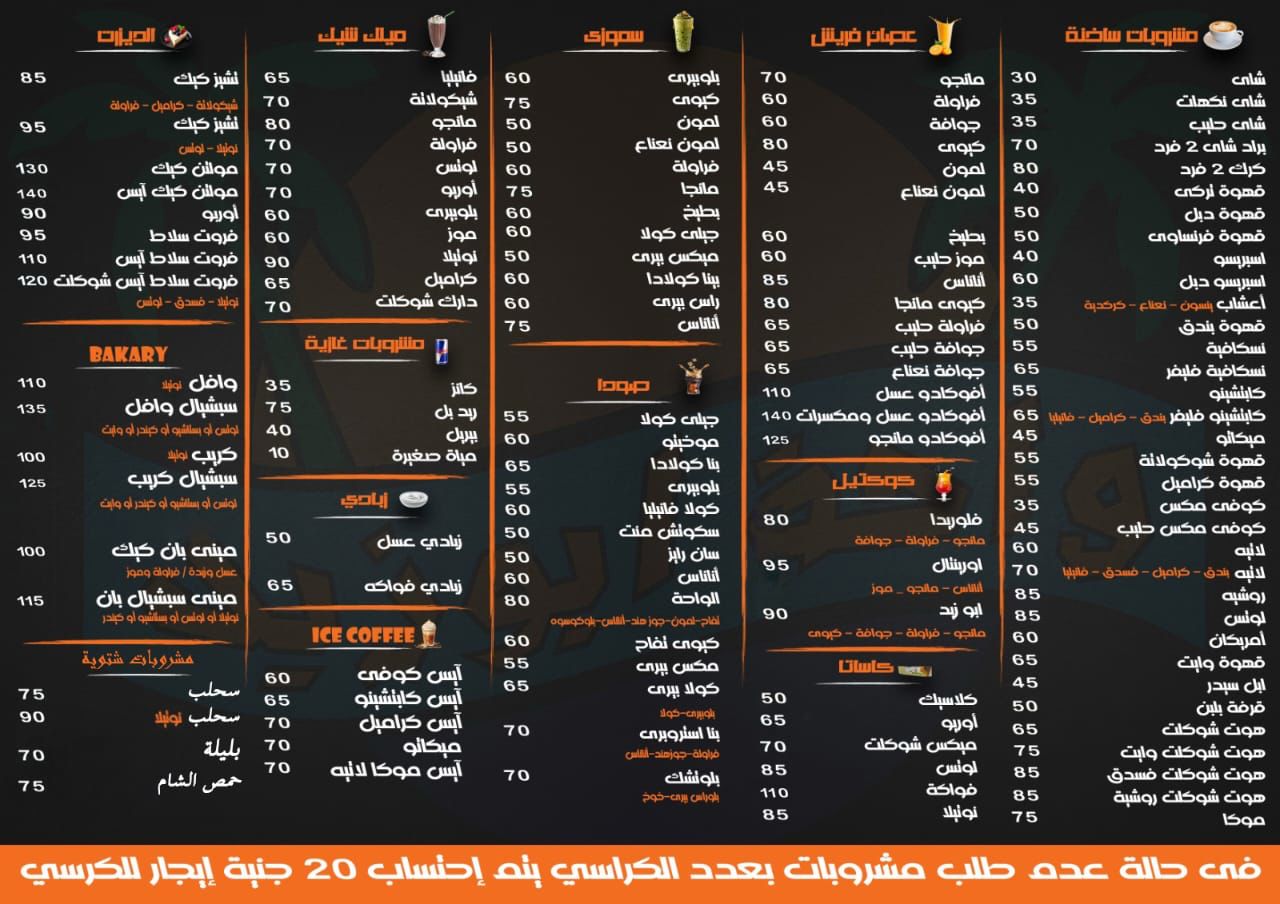 مشروبات ساخنة
شاى 30
شاى نكهات 35
شاى حليب 35
براد شاى 2 فرد 70
كرك 2 فرد 80
قهوة تركى 40
قهوة دبل 50
قهوة فرنساوى 50
اسبريسو 40
اسبريسو دبل 60
أعشاب ينسون - نعناع - كركدية 35
قهوة بندق 50
نسكافية 55
نسكافية فليفر 65
كابتشينو 55
كابتشينو فليفر بندق - كراميل - فانيليا 65
ميكاتو 45
قهوة شوكولاتة 55
قهوة كراميل 55
كوفى مكس 35
كوفى مكس حليب 45
لاتيه 60
لاتيه بندق - كراميل - فسدق - فانيليا 70
روشيه 85
لوتس 85
أمريكان 60
قهوة وايت 65
ابل سيدر 45
قرفة بلبن 50
هوت شوكلت 65
هوت شوكلت وايت 75
هوت شوكلت فسدق 85
هوت شوكلت روشية 85
موكا 75
عصائر فريش
مانجو 70
فراولة 60
جوافة 60
كيوى 80
لمون 45
لمون نعناع 45
بطيخ 60
موز حليب 60
أناناس 85
كيوى مانجا 80
فراولة حليب 65
جوافة حليب 65
جوافة نعناع 65
أفوكادو عسل 110
أفوكادو عسل ومكسرات 140
أفوكادو مانجو 125
كوكتيل
فلوريدا 80
مانجو - فراولة - جوافة
اورينتال 95
أناناس - مانجو _ موز
ابو زيد 90
مانجو - فراولة - جوافة - كيوى
كاساتا
كلاسيك 50
أوريو 65
ميكس شوكلت 70
لوتس 85
فواكة 110
نوتيلا 85
سموزى
بلوبيرى 60
كيوى 75
لمون 50
لمون نعناع 50
فراولة 60
مانجا 75
بطيخ 60
جيلى كولا 60
ميكس بيرى 50
بينا كولادا 60
راس بيرى 60
أناناس 75
صودا
جيلى كولا 55
موخيتو 60
بنا كولادا 65
بلوبيرى 55
كولا فانيليا 60
سكوتش منت 50
سان رايز 50
أناناس 60
الواحة 80
تفاح-لمون-جوز هند-أناناس-بلوكوسوه
كيوى تفاح 60
مكس بيرى 55
كولا بيرى 65
بلوبيرى-كولا
بنا استروبرى 70
فراولة-جوزهند-أناناس
بلوتشك 70
بلوراس بيرى-خوخ
ميلك شيك
فانيليا 65
شيكولاتة 70
مانجو 80
فراولة 70
لوتس 70
أوريو 70
بلوبيرى 60
موز 60
نوتيلا 90
كراميل 65
دارك شوكلت 70
مشروبات غازية
كانز 35
ريد بل 75
بيريل 40
مياة صغيرة 10
زبادي
زبادي عسل 50
زبادي فواكه 65
ICE COFFEE
آيس كوفى 60
آيس كابتشينو 65
آيس كراميل 70
ميكاتو 70
آيس موكا لاتيه 70
الديزرت
تشيز كيك 85
شيكولاتة - كراميل - فراولة
تشيز كيك 95
نوتيلا - لوتس
مولتن كيك 130
مولتن كيك آيس 140
أوريو 90
فروت سلاط 95
فروت سلاط آيس 110
فروت سلاط آيس شوكلت 120
نوتيلا - فسدق - لوتس
BAKARY
وافل نوتيلا 110
سبشيال وافل 135
لوتس أو بستاشيو أو كيندر أو وايت
كريب نوتيلا 100
سبشيال كريب 125
لوتس أو بستاشيو أو كيندر أو وايت
مينى بان كيك 100
عسل وزبدة / فراولة وموز
مينى سبشيال بان 115
نوتيلا أو لوتس أو بستاشيو أو كيندر
مشروبات شتوية
سحلب 75
سحلب نوتيلا 90
بليلة 70
حمص الشام 75
فى حالة عدم طلب مشروبات بعدد الكراسي يتم إحتساب 20 جنية إيجار للكرسي